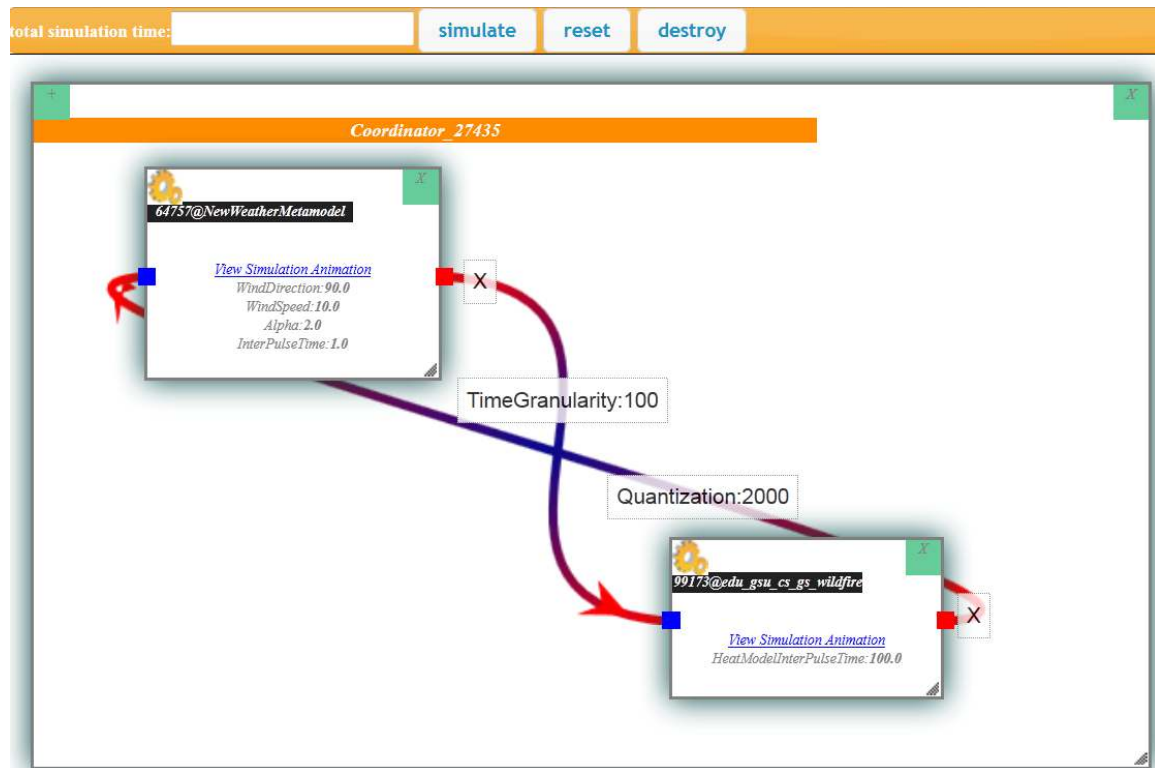 total simulation time:
simulate
reset
destroy
+
X
Coordinator_27435
X
64757@NewWeatherMetamodel
View Simulation Animation
WindDirection:90.0
WindSpeed:10.0
Alpha:2.0
InterPulseTime:1.0
X
TimeGranularity:100
Quantization:2000
X
99173@edu_gsu_cs_gs_wildfire
View Simulation Animation
HeatModelInterPulseTime:100.0
X